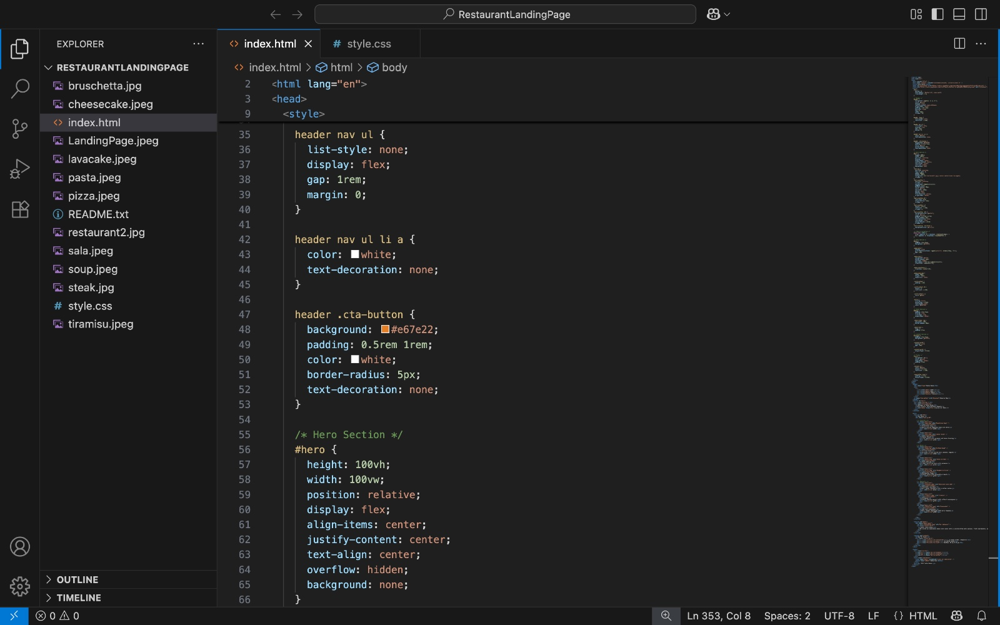 RestaurantLandingPage
EXPLORER
index.html
# style.css
RESTAURANTLANDINGPAGE
bruschetta.jpg
cheesecake.jpeg
index.html
LandingPage.jpeg
lavacake.jpeg
pasta.jpeg
pizza.jpeg
README.txt
restaurant2.jpg
sala.jpeg
soup.jpeg
steak.jpg
# style.css
tiramisu.jpeg
OUTLINE
TIMELINE
index.html > html > body
2 <html lang="en">
3 <head>
9 <style>
35 header nav ul {
36 list-style: none;
37 display: flex;
38 gap: 1rem;
39 margin: 0;
40 }
41
42 header nav ul li a {
43 color: white;
44 text-decoration: none;
45 }
46
47 header .cta-button {
48 background: #e67e22;
49 padding: 0.5rem 1rem;
50 color: white;
51 border-radius: 5px;
52 text-decoration: none;
53 }
54
55 /* Hero Section */
56 #hero {
57 height: 100vh;
58 width: 100vw;
59 position: relative;
60 display: flex;
61 align-items: center;
62 justify-content: center;
63 text-align: center;
64 overflow: hidden;
65 background: none;
66 }
0 0
Ln 353, Col 8
Spaces: 2
UTF-8
LF
{} HTML